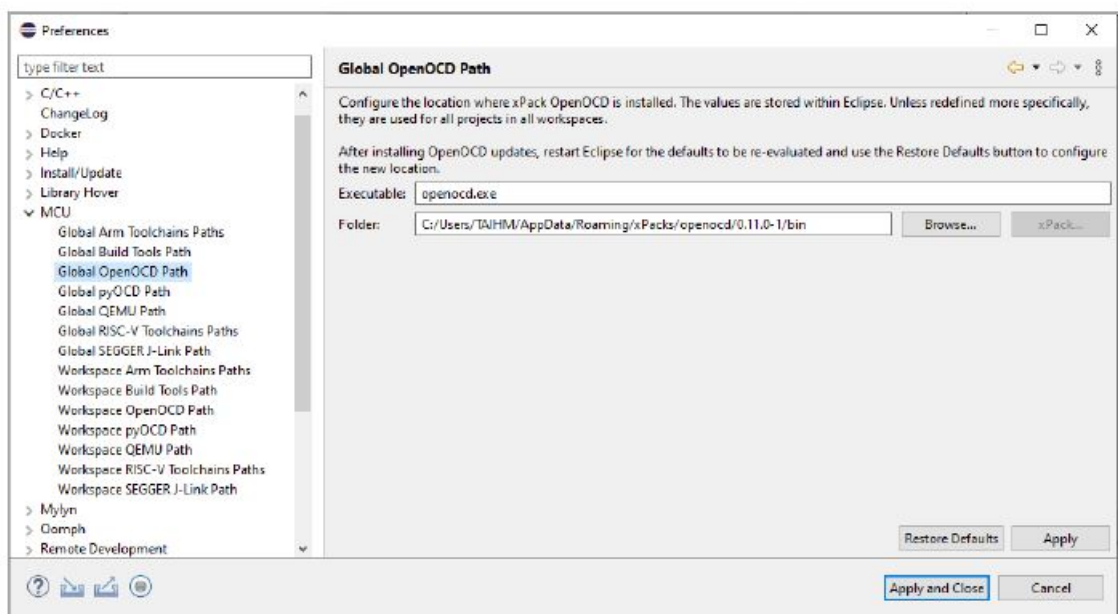 Preferences
type filter text
C/C++
ChangeLog
Docker
Help
Install/Update
Library Hover
MCU
Global Arm Toolchains Paths
Global Build Tools Path
Global OpenOCD Path
Global pyOCD Path
Global QEMU Path
Global RISC-V Toolchains Paths
Global SEGGER J-Link Path
Workspace Arm Toolchains Paths
Workspace Build Tools Path
Workspace OpenOCD Path
Workspace pyOCD Path
Workspace QEMU Path
Workspace RISC-V Toolchains Paths
Workspace SEGGER J-Link Path
Mylyn
Oomph
Remote Development
Global OpenOCD Path
Configure the location where xPack OpenOCD is installed. The values are stored within Eclipse. Unless redefined more specifically,
they are used for all projects in all workspaces.
After installing OpenOCD updates, restart Eclipse for the defaults to be re-evaluated and use the Restore Defaults button to configure
the new location.
Executable: openocd.exe
Folder: C:/Users/TAIHM/AppData/Roaming/xPacks/openocd/0.11.0-1/bin Browse... xPack...
Restore Defaults Apply
Apply and Close Cancel